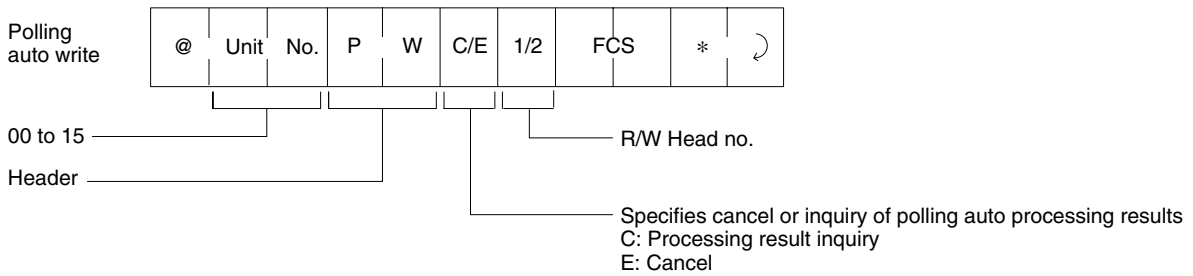 Polling
auto write
@ Unit No. P W C/E 1/2 FCS *
00 to 15
R/W Head no.
Header
Specifies cancel or inquiry of polling auto processing results
C: Processing result inquiry
E: Cancel